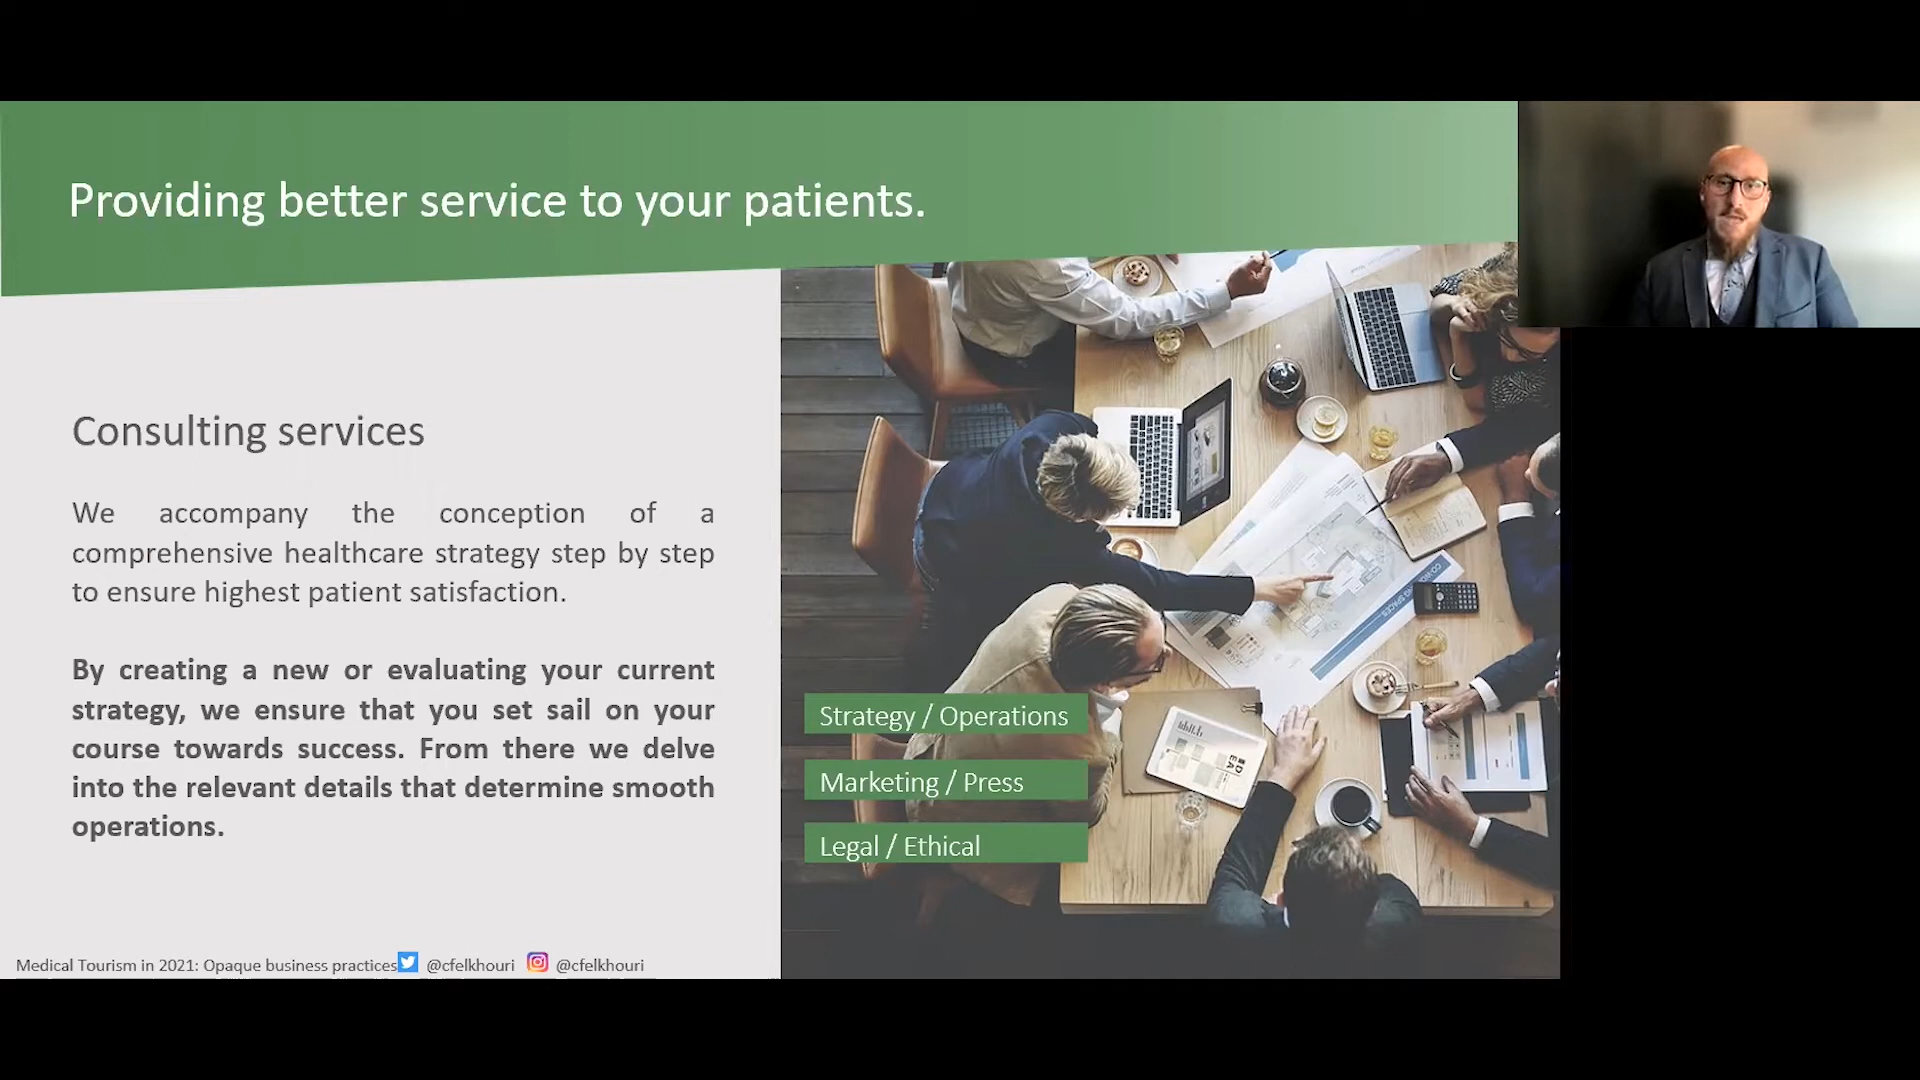 Providing better service to your patients.
Consulting services
We accompany the conception of a
comprehensive healthcare strategy step by step
to ensure highest patient satisfaction.
By creating a new or evaluating your current
strategy, we ensure that you set sail on your
course towards success. From there we delve
into the relevant details that determine smooth
operations.
Strategy / Operations
Marketing / Press
Legal / Ethical
Medical Tourism in 2021: Opaque business practices @cfelkhouri @cfelkhouri